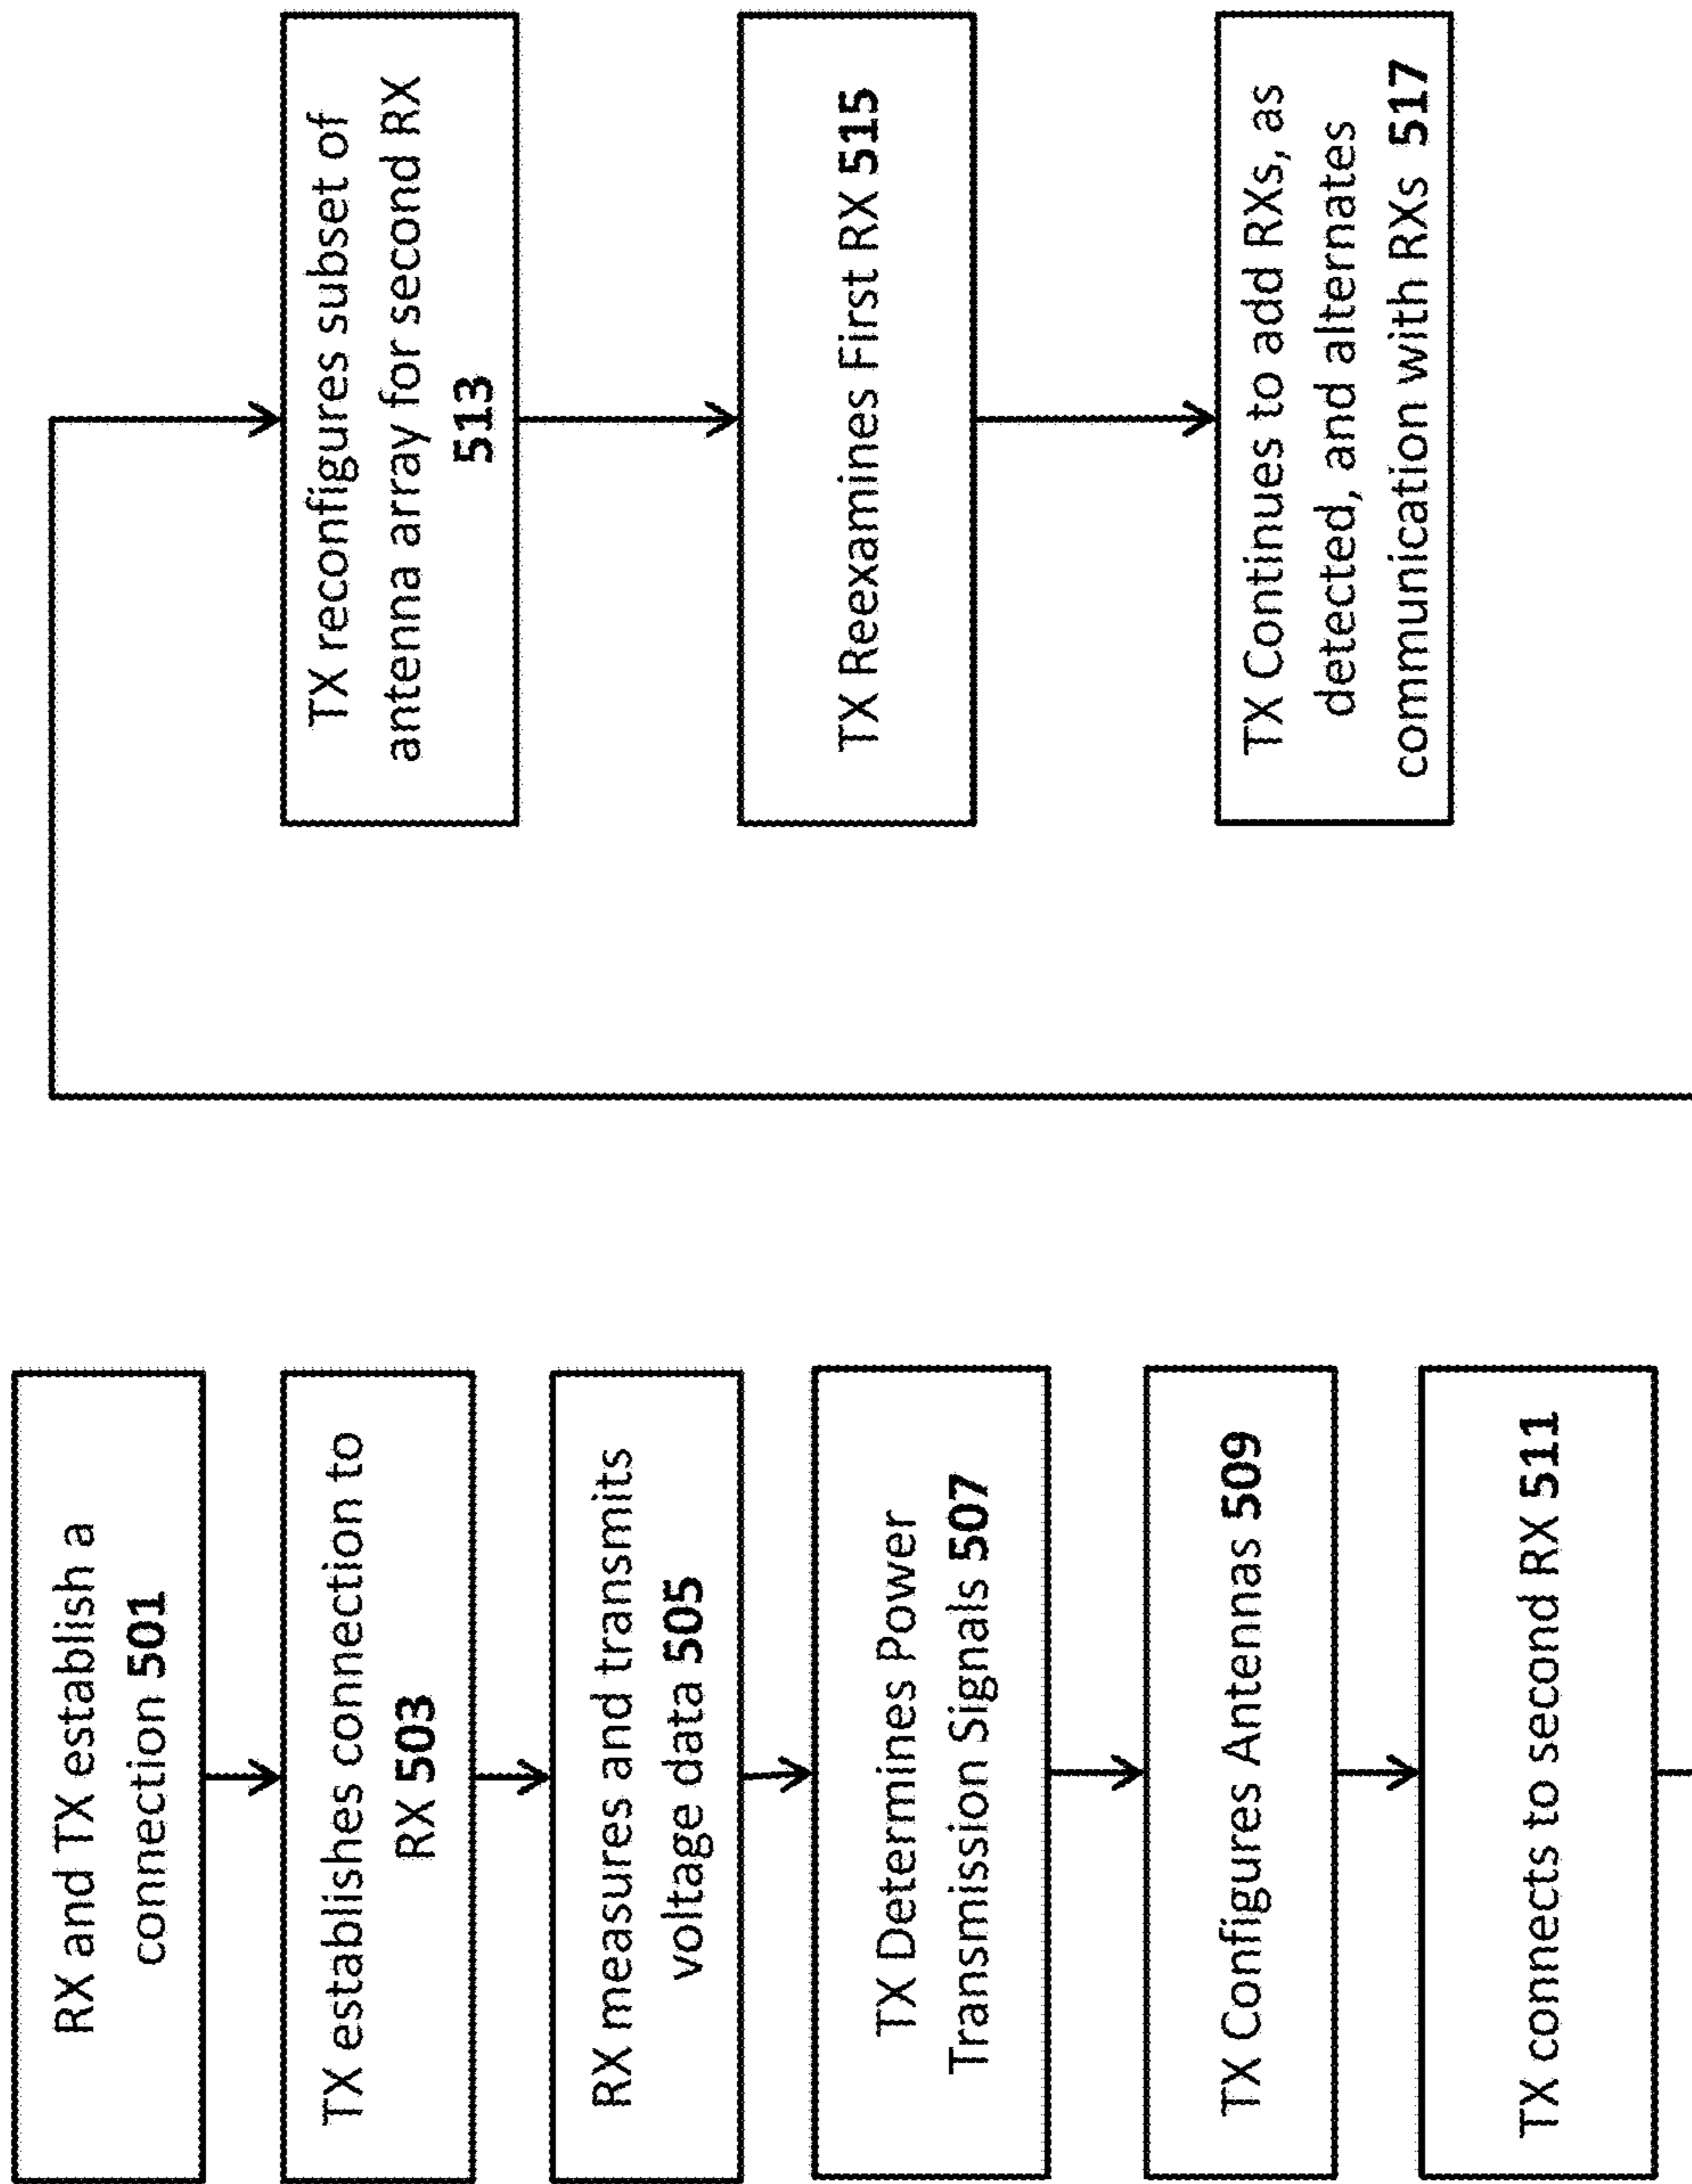 RX and TX establish a
connection 501
TX establishes connection to
RX 503
RX measures and transmits
voltage data 505
TX Determines Power
Transmission Signals 507
TX Configures Antennas 509
TX connects to second RX 511
TX reconfigures subset of
antenna array for second RX
513
TX Reexamines First RX 515
TX Continues to add RXs, as
detected, and alternates
communication with RXs 517